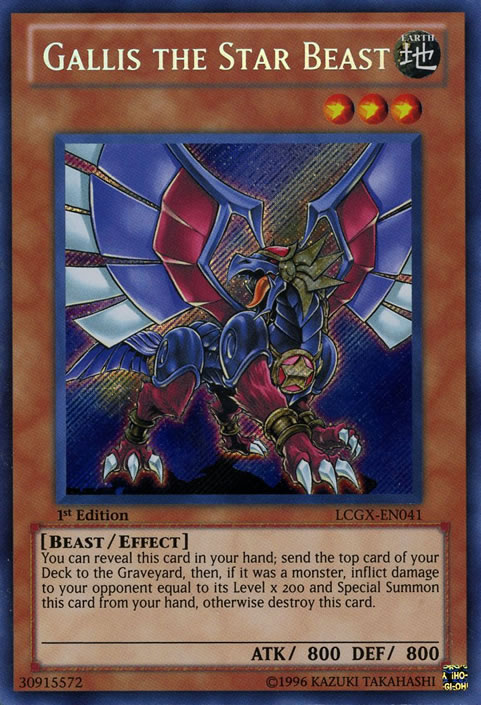 GALLIS THE STAR BEAST
EARTH
地
1st Edition
LCGX-EN041
[BEAST/EFFECT]
You can reveal this card in your hand; send the top card of your
Deck to the Graveyard, then, if it was a monster, inflict damage
to your opponent equal to its Level x 200 and Special Summon
this card from your hand, otherwise destroy this card.
ATK/ 800 DEF/ 800
30915572
©1996 KAZUKI TAKAHASHI